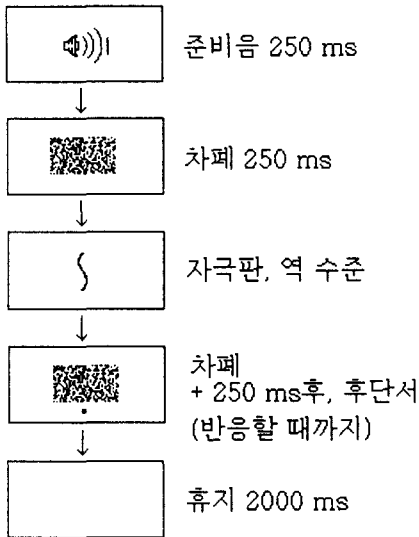 준비음 250 ms
차폐 250 ms
자극판, 역 수준
차폐
+ 250 ms후, 후단서
(반응할 때까지)
휴지 2000 ms